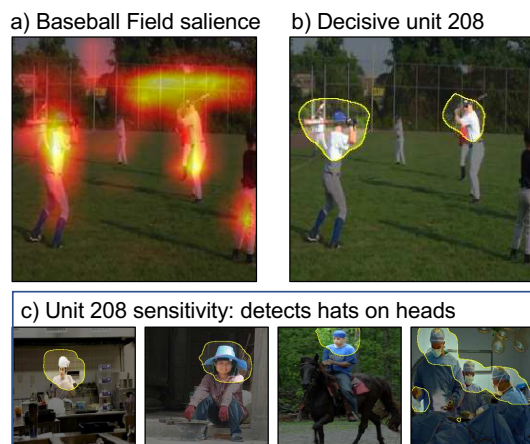 a) Baseball Field salience
b) Decisive unit 208
c) Unit 208 sensitivity: detects hats on heads